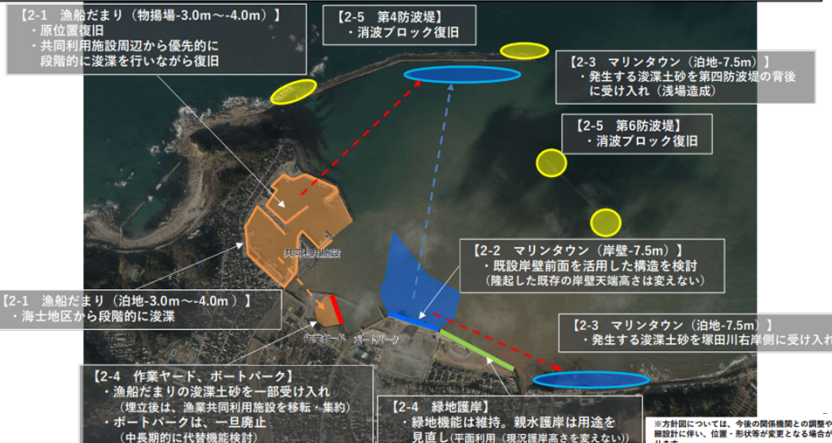 【2-1　漁船だまり（物揚場-3.0m～-4.0m）】
・原位置復旧
・共同利用施設周辺から優先的に
段階的に浚渫を行いながら復旧
【2-5　第4防波堤】
・消波ブロック復旧
【2-3　マリンタウン（泊地-7.5m）】
・発生する浚渫土砂を第四防波堤の背後
に受け入れ（浅場造成）
【2-5　第6防波堤】
・消波ブロック復旧
共同利用施設
【2-2　マリンタウン（岸壁-7.5m）】
・既設岸壁前面を活用した構造を検討
（隆起した既存の岸壁天端高さは変えない）
【2-1　漁船だまり（泊地-3.0m～-4.0m）】
・海士地区から段階的に浚渫
作業ヤード
ボートパーク
【2-3　マリンタウン（泊地-7.5m）】
・発生する浚渫土砂を塚田川右岸側に受け入れ
【2-4　作業ヤード、ボートパーク】
・漁船だまりの浚渫土砂を一部受け入れ
（埋立後は、漁業共同利用施設を移転・集約）
・ボートパークは、一旦廃止
（中長期的に代替機能検討）
【2-4　緑地護岸】
・緑地機能は維持。親水護岸は用途を
見直し（平面利用（現況護岸高さを変えない））
※方針図については、今後の関係機関との調整や
細設計に伴い、位置・形状等が変更となる場合が